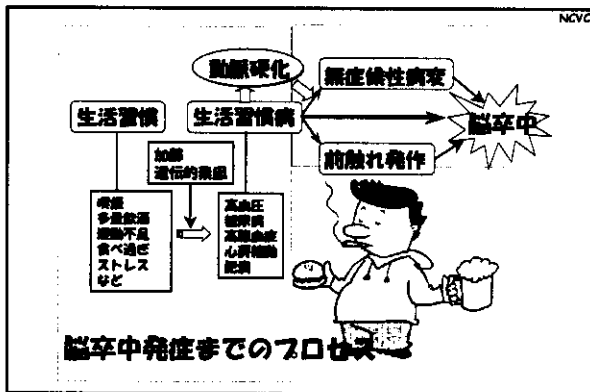 NCVC
動脈硬化
無症候性病変
生活習慣
生活習慣病
脳卒中
前触れ発作
加齢
遺伝的素因
喫煙
多量飲酒
運動不足
食べ過ぎ
ストレス
など
高血圧
糖尿病
高脂血症
心房細動
肥満
脳卒中発症までのプロセス